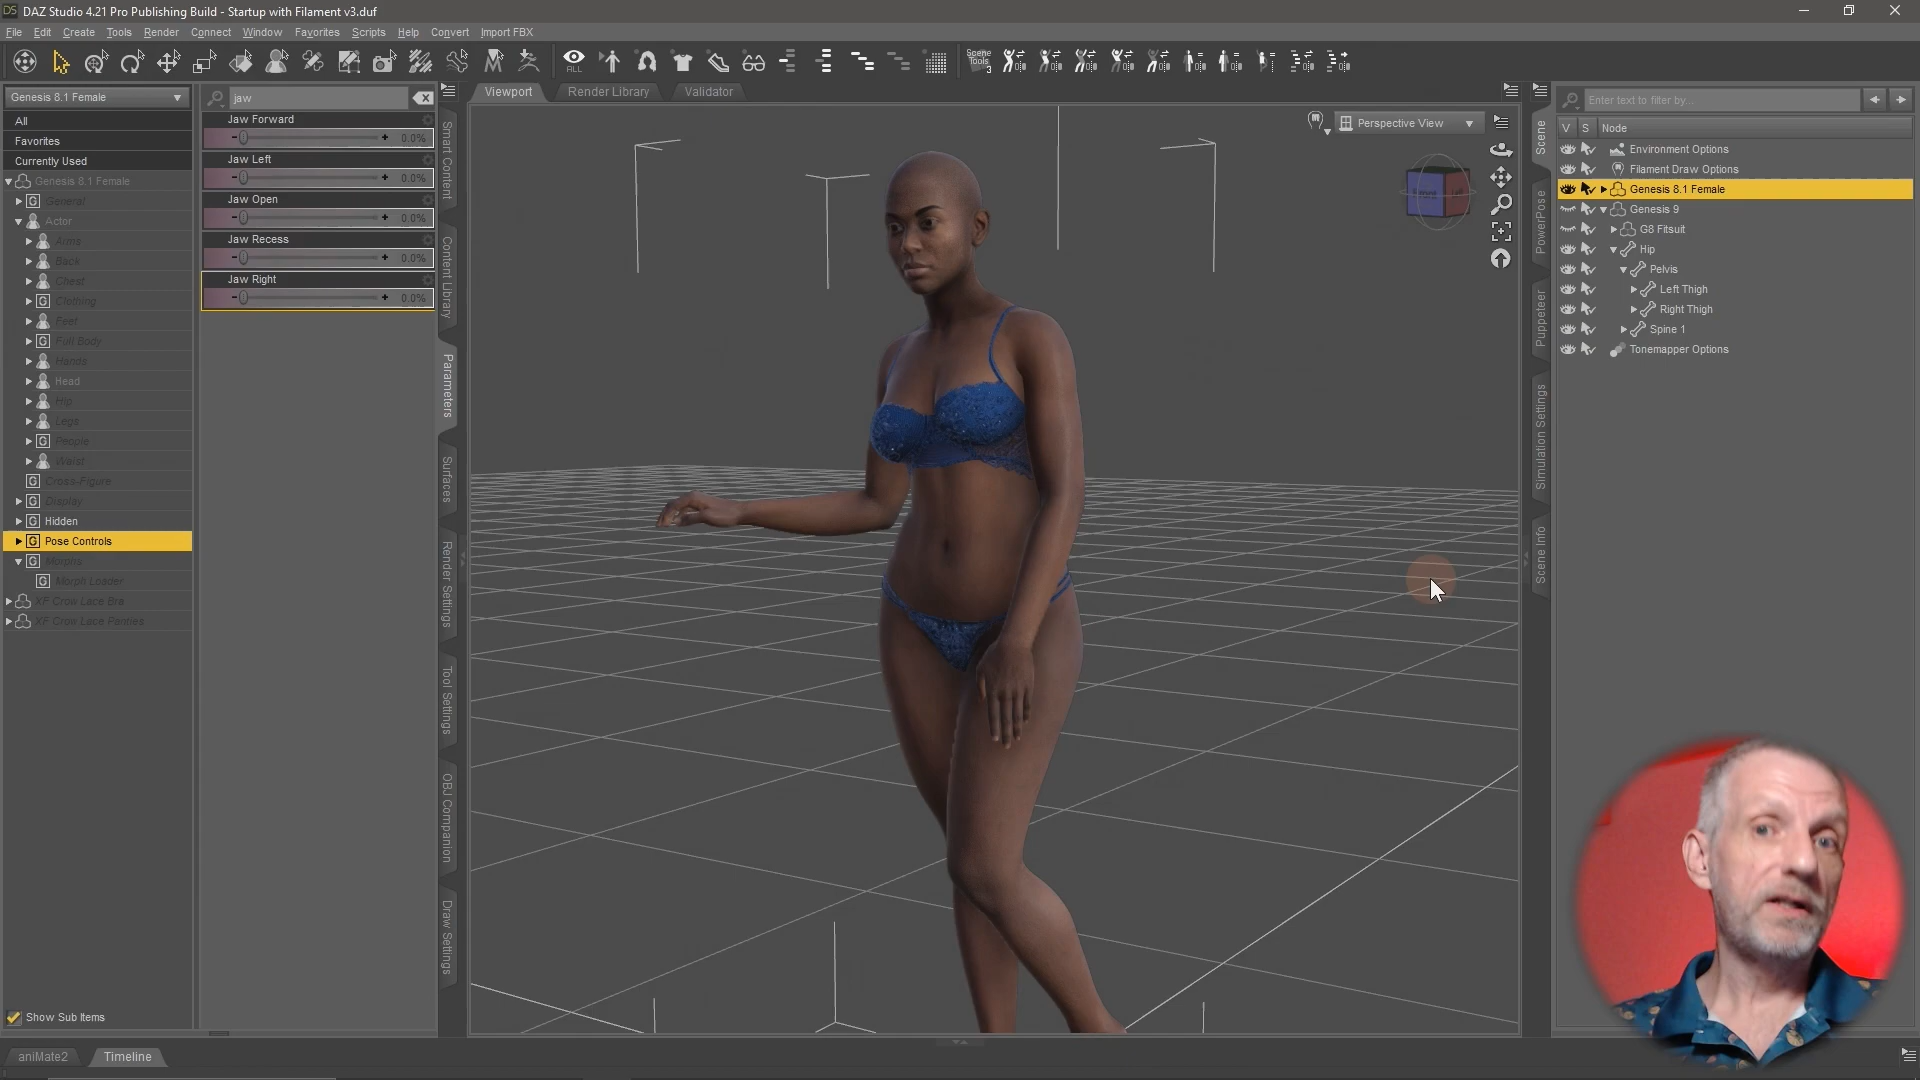 DAZ Studio 4.21 Pro Publishing Build - Startup with Filament v3.duf
File Edit Create Tools Render Connect Window Favorites Scripts Help Convert Import FBX
ALL
Scene Tools 3
Genesis 8.1 Female
All
Favorites
Currently Used
Genesis 8.1 Female
General
Actor
Arms
Back
Chest
Clothing
Feet
Full Body
Hands
Head
Hip
Legs
People
Waist
Cross-Figure
Display
Hidden
Pose Controls
Morphs
Morph Loader
XF Crow Lace Bra
XF Crow Lace Panties
Show Sub Items
jaw
Jaw Forward
0.0%
Jaw Left
0.0%
Jaw Open
0.0%
Jaw Recess
0.0%
Jaw Right
0.0%
Smart Content
Content Library
Parameters
Surfaces
Render Settings
Tool Settings
OBJ Companion
Draw Settings
Viewport Render Library Validator
Perspective View
Scene
PowerPose
Puppeteer
Simulation Settings
Scene Info
Enter text to filter by...
V S Node
Environment Options
Filament Draw Options
Genesis 8.1 Female
Genesis 9
G8 Fitsuit
Hip
Pelvis
Left Thigh
Right Thigh
Spine 1
Tonemapper Options
aniMate2 Timeline